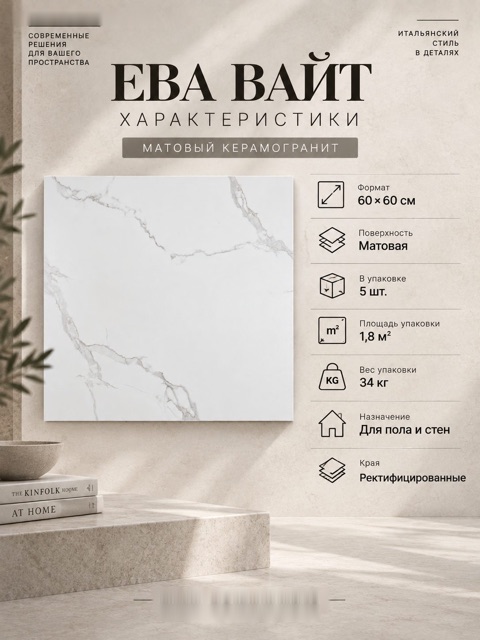 СОВРЕМЕННЫЕ
РЕШЕНИЯ
ДЛЯ ВАШЕГО
ПРОСТРАНСТВА
ИТАЛЬЯНСКИЙ
СТИЛЬ
В ДЕТАЛЯХ
ЕВА ВАЙТ
ХАРАКТЕРИСТИКИ
МАТОВЫЙ КЕРАМОГРАНИТ
Формат
60 × 60 см
Поверхность
Матовая
В упаковке
5 шт.
m²
Площадь упаковки
1,8 м²
KG
Вес упаковки
34 кг
Назначение
Для пола и стен
Края
Ректифицированные
THE KINFOLK HOME
AT HOME